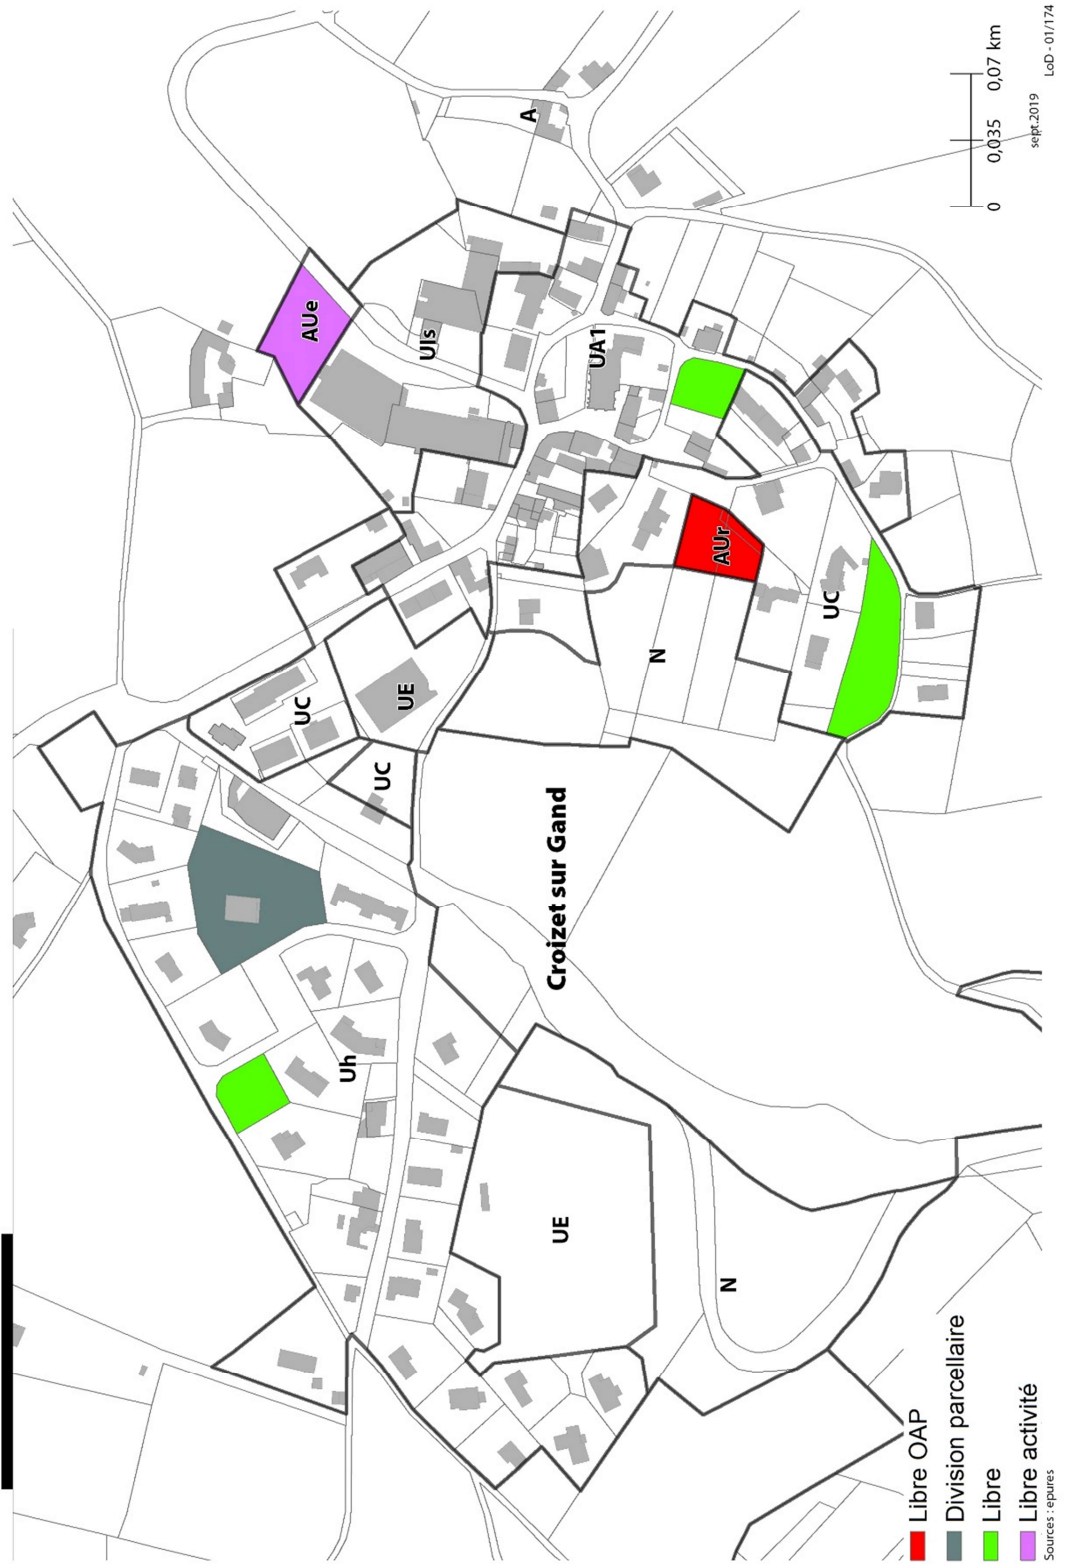 AUe
A
UIs
UA1
UC
UE
UC
AUr
UC
N
Croizet sur Gand
Uh
UE
N
Libre OAP
Division parcellaire
Libre
Libre activité
Sources : epures
0 0,035 0,07 km
sept.2019
LoD - 01/174